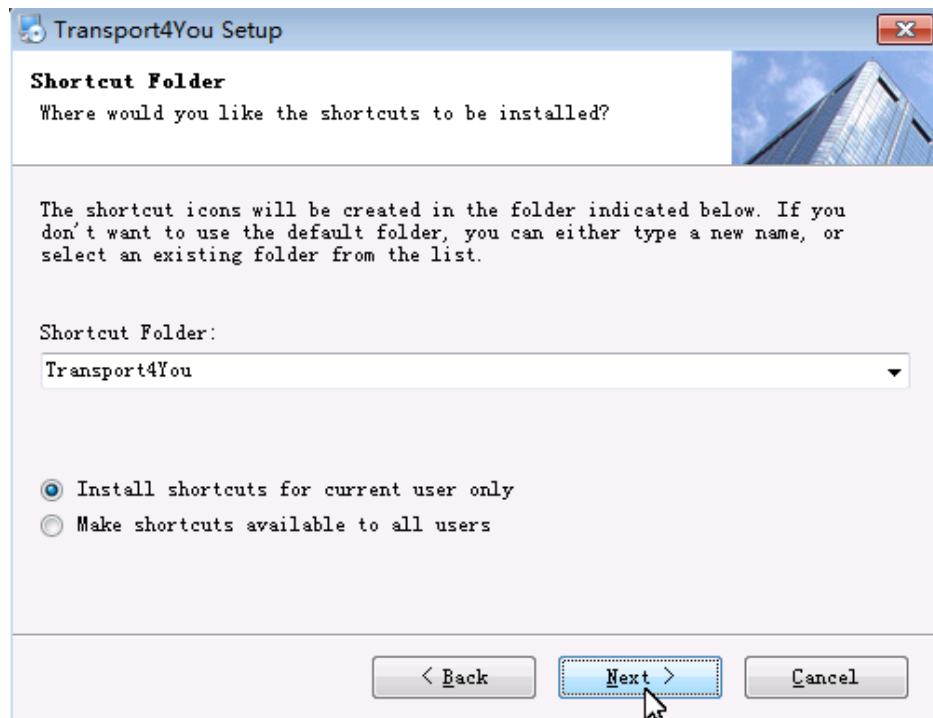 Transport4You Setup
Shortcut Folder
Where would you like the shortcuts to be installed?
The shortcut icons will be created in the folder indicated below. If you
don't want to use the default folder, you can either type a new name, or
select an existing folder from the list.
Shortcut Folder:
Transport4You
Install shortcuts for current user only
Make shortcuts available to all users
< Back Next > Cancel